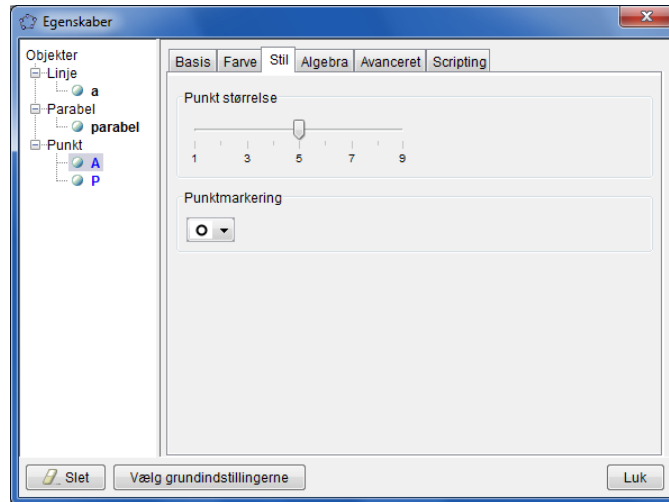 Egenskaber
Objekter
Linje
a
Parabel
parabel
Punkt
A
P
Basis Farve Stil Algebra Avanceret Scripting
Punkt størrelse
1 3 5 7 9
Punktmarkering
Slet Vælg grundindstillingerne Luk